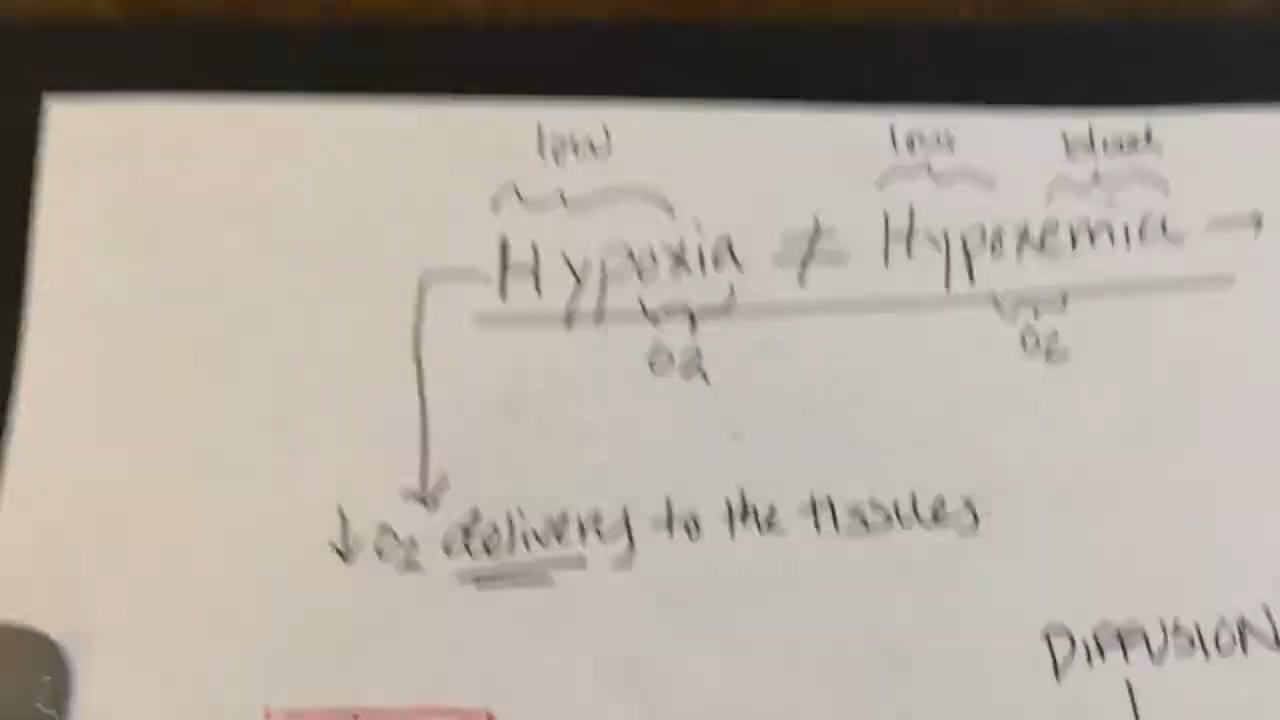 low low blood
Hypoxia ≠ Hypoxemia →
O2 O2
↓ O2 delivery to the tissues
DIFFUSION